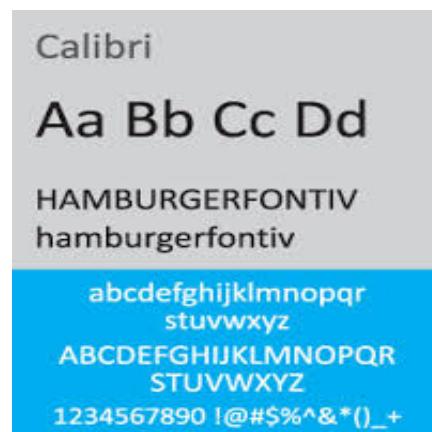 Calibri
Aa Bb Cc Dd
HAMBURGERFONTIV
hamburgerfontiv
abcdefghijklmnopqr
stuvwxyz
ABCDEFGHIJKLMNOPQR
STUVWXYZ
1234567890 !@#$%^&*()_+